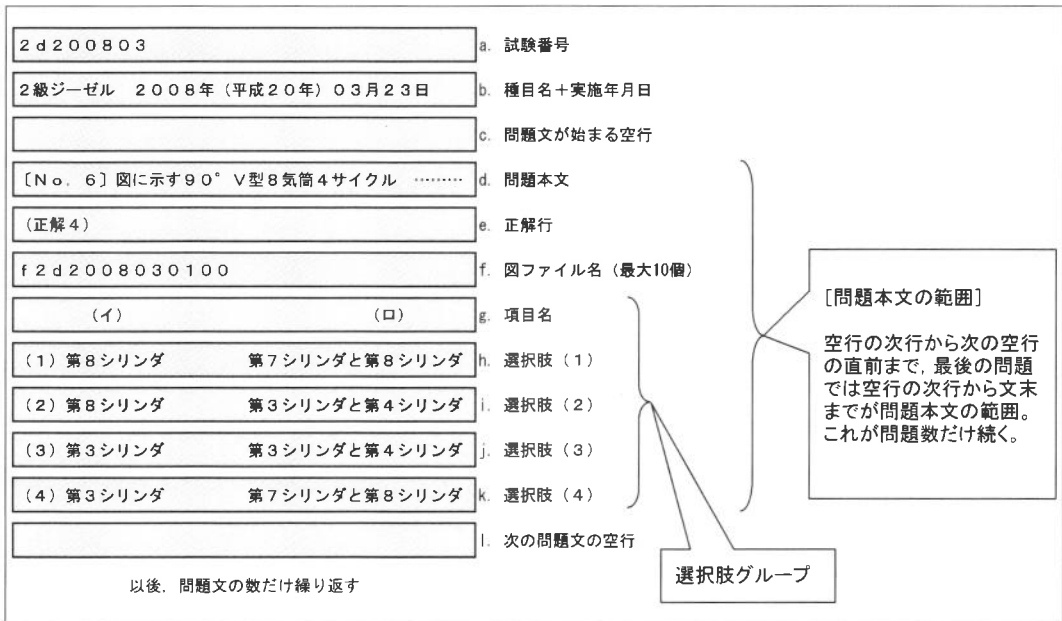 ２ｄ２００８０３ a. 試験番号
２級ジーゼル　２００８年（平成２０年）０３月２３日 b. 種目名＋実施年月日
c. 問題文が始まる空行
〔Ｎｏ．６〕図に示す９０°Ｖ型８気筒４サイクル　……… d. 問題本文
（正解４） e. 正解行
ｆ２ｄ２００８０３０１００ f. 図ファイル名（最大10個）
（イ）　（ロ） g. 項目名
（１）第８シリンダ　第７シリンダと第８シリンダ h. 選択肢（１）
（２）第８シリンダ　第３シリンダと第４シリンダ i. 選択肢（２）
（３）第３シリンダ　第３シリンダと第４シリンダ j. 選択肢（３）
（４）第３シリンダ　第７シリンダと第８シリンダ k. 選択肢（４）
l. 次の問題文の空行
以後，問題文の数だけ繰り返す
［問題本文の範囲］
空行の次行から次の空行
の直前まで，最後の問題
では空行の次行から文末
までが問題本文の範囲。
これが問題数だけ続く。
選択肢グループ